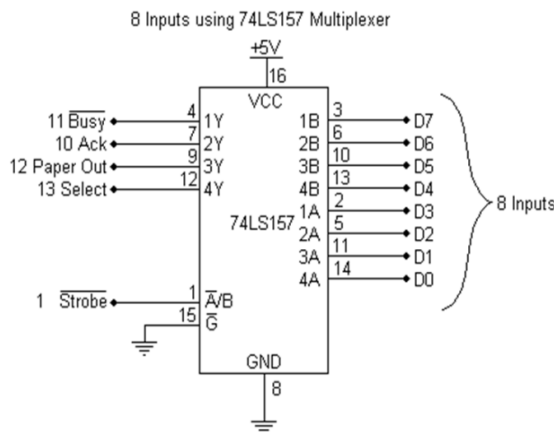 8 Inputs using 74LS157 Multiplexer
+5V
16
VCC
11 Busy 4 1Y 1B 3 D7
10 Ack 7 2Y 2B 6 D6
12 Paper Out 9 3Y 3B 10 D5
13 Select 12 4Y 4B 13 D4
1A 2 D3
8 Inputs
74LS157
2A 5 D2
3A 11 D1
4A 14 D0
1 Strobe 1 A/B
15 G
GND
8